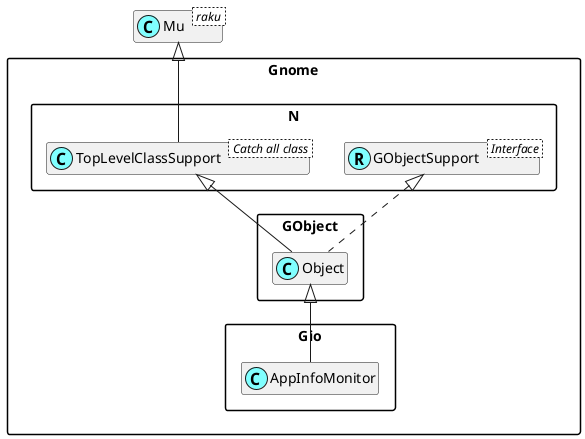 raku
C Mu
Gnome
N
Catch all class
C TopLevelClassSupport
Interface
R GObjectSupport
GObject
C Object
Gio
C AppInfoMonitor